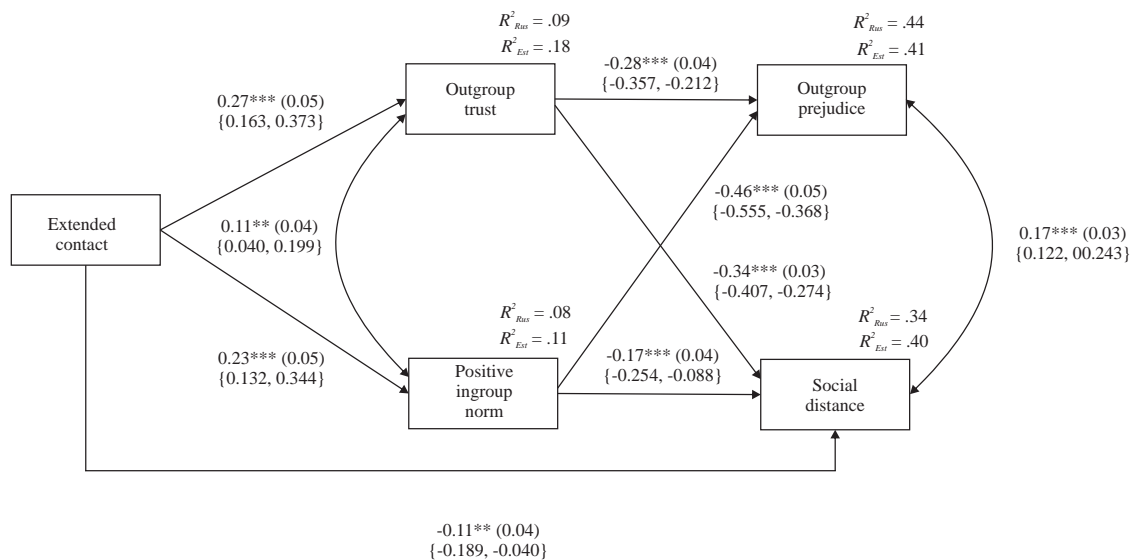 R²Rus = .09
R²Est = .18
R²Rus = .44
R²Est = .41
0.27*** (0.05)
{0.163, 0.373}
Outgroup
trust
-0.28*** (0.04)
{-0.357, -0.212}
Outgroup
prejudice
Extended
contact
0.11** (0.04)
{0.040, 0.199}
-0.46*** (0.05)
{-0.555, -0.368}
0.17*** (0.03)
{0.122, 00.243}
-0.34*** (0.03)
{-0.407, -0.274}
R²Rus = .08
R²Est = .11
R²Rus = .34
R²Est = .40
0.23*** (0.05)
{0.132, 0.344}
Positive
ingroup
norm
-0.17*** (0.04)
{-0.254, -0.088}
Social
distance
-0.11** (0.04)
{-0.189, -0.040}